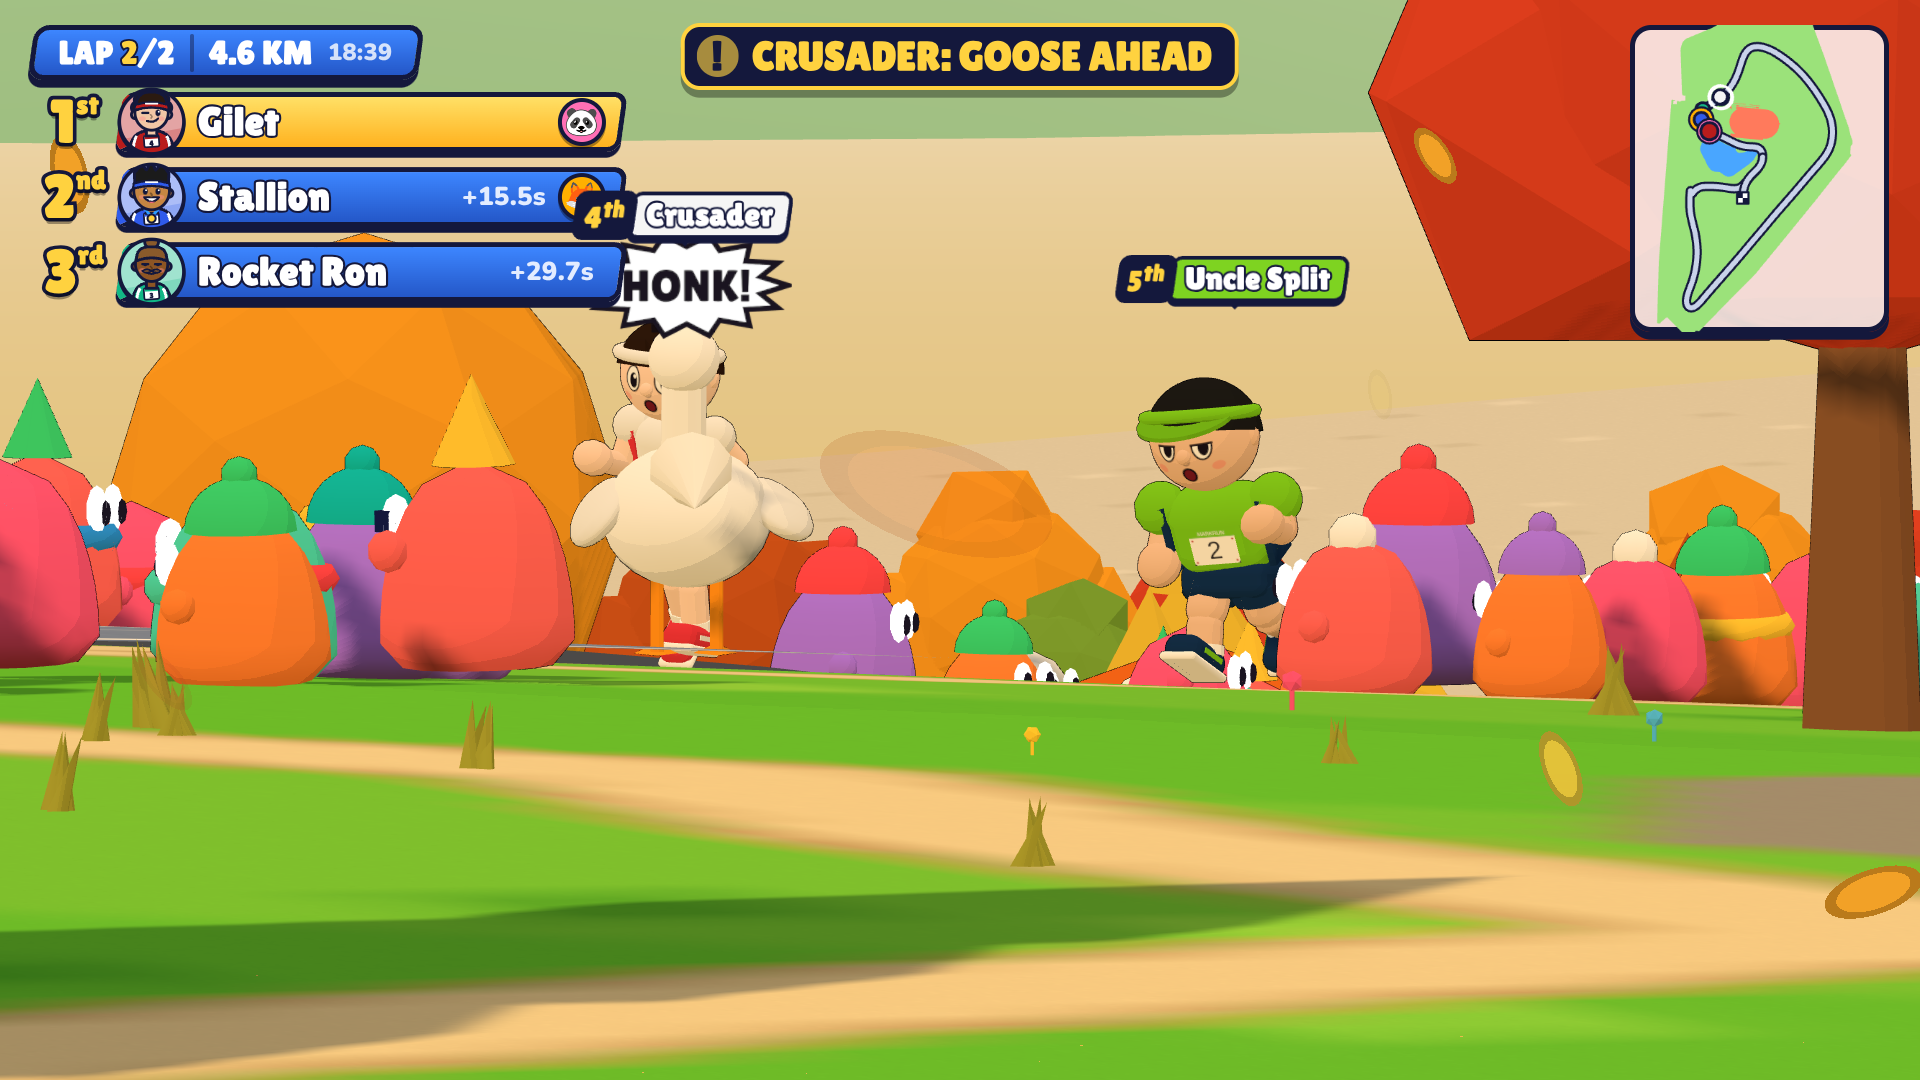 LAP 2/2 4.6 KM 18:39
! CRUSADER: GOOSE AHEAD
1st Gilet
2nd Stallion +15.5s
3rd Rocket Ron +29.7s
4th Crusader
HONK!
5th Uncle Split
2